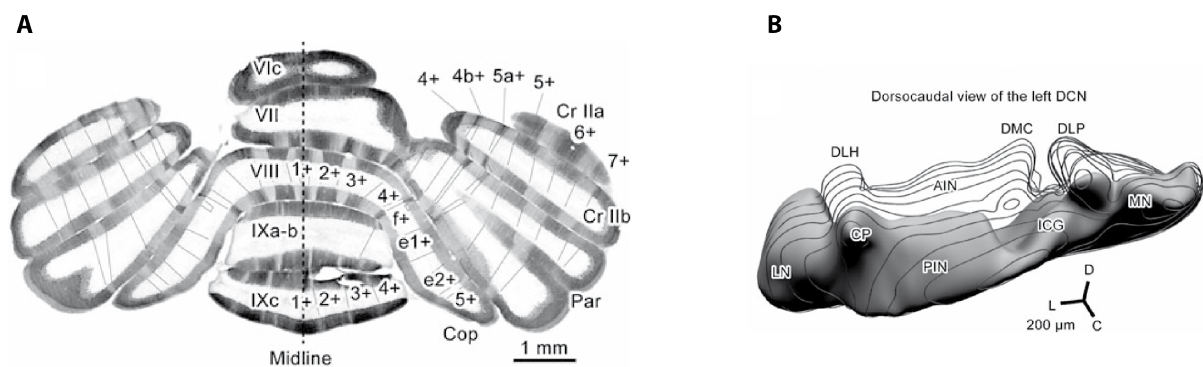 A
VIc
VII
VIII
1+
2+
3+
4+
f+
e1+
e2+
5+
IXa-b
IXc
1+
2+
3+
4+
4+
4b+
5a+
5+
Cr IIa
6+
7+
Cr IIb
Par
Cop
Midline
1 mm
B
Dorsocaudal view of the left DCN
DLH
DMC
DLP
AIN
MN
ICG
CP
PIN
LN
D
L
C
200 µm